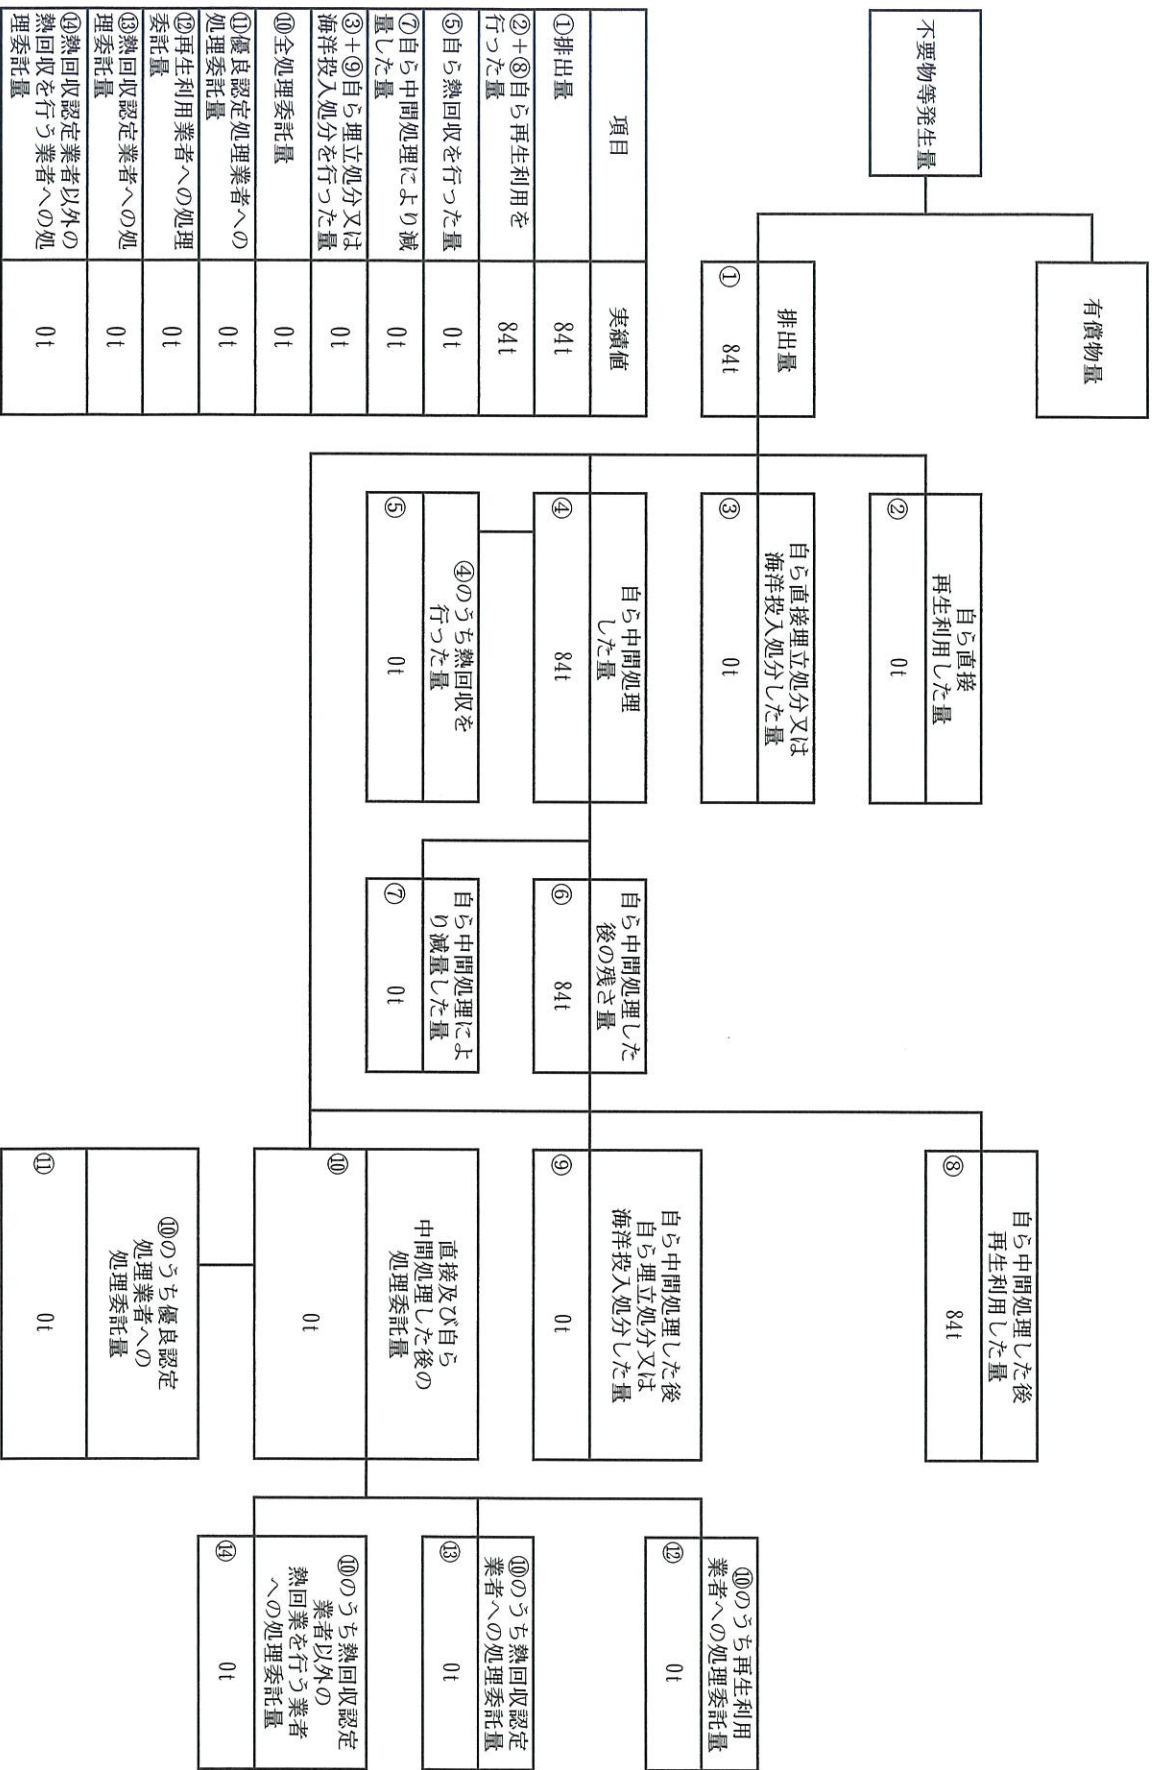 不要物等発生量
有償物量
排出量
① 84t
自ら直接
再生利用した量
② 0t
自ら直接埋立処分又は
海洋投入処分した量
③ 0t
自ら中間処理
した量
④ 84t
④のうち熱回収を
行った量
⑤ 0t
自ら中間処理した
後の残さ量
⑥ 84t
自ら中間処理によ
り減量した量
⑦ 0t
自ら中間処理した後
再生利用した量
⑧ 84t
自ら中間処理した後
自ら埋立処分又は
海洋投入処分した量
⑨ 0t
直接及び自ら
中間処理した後の
処理委託量
⑩ 0t
⑩のうち優良認定
処理業者への
処理委託量
⑪ 0t
⑩のうち再生利用
業者への処理委託量
⑫ 0t
⑩のうち熱回収認定
業者への処理委託量
⑬ 0t
⑩のうち熱回収認定
業者以外の
熱回業を行う業者
への処理委託量
⑭ 0t
項目 実績値
①排出量 84t
②+⑧自ら再生利用を
行った量 84t
⑤自ら熱回収を行った量 0t
⑦自ら中間処理により減
量した量 0t
③+⑨自ら埋立処分又は
海洋投入処分を行った量 0t
⑩全処理委託量 0t
⑪優良認定処理業者への
処理委託量 0t
⑫再生利用業者への処理
委託量 0t
⑬熱回収認定業者への処
理委託量 0t
⑭熱回収認定業者以外の
熱回収を行う業者への処
理委託量 0t